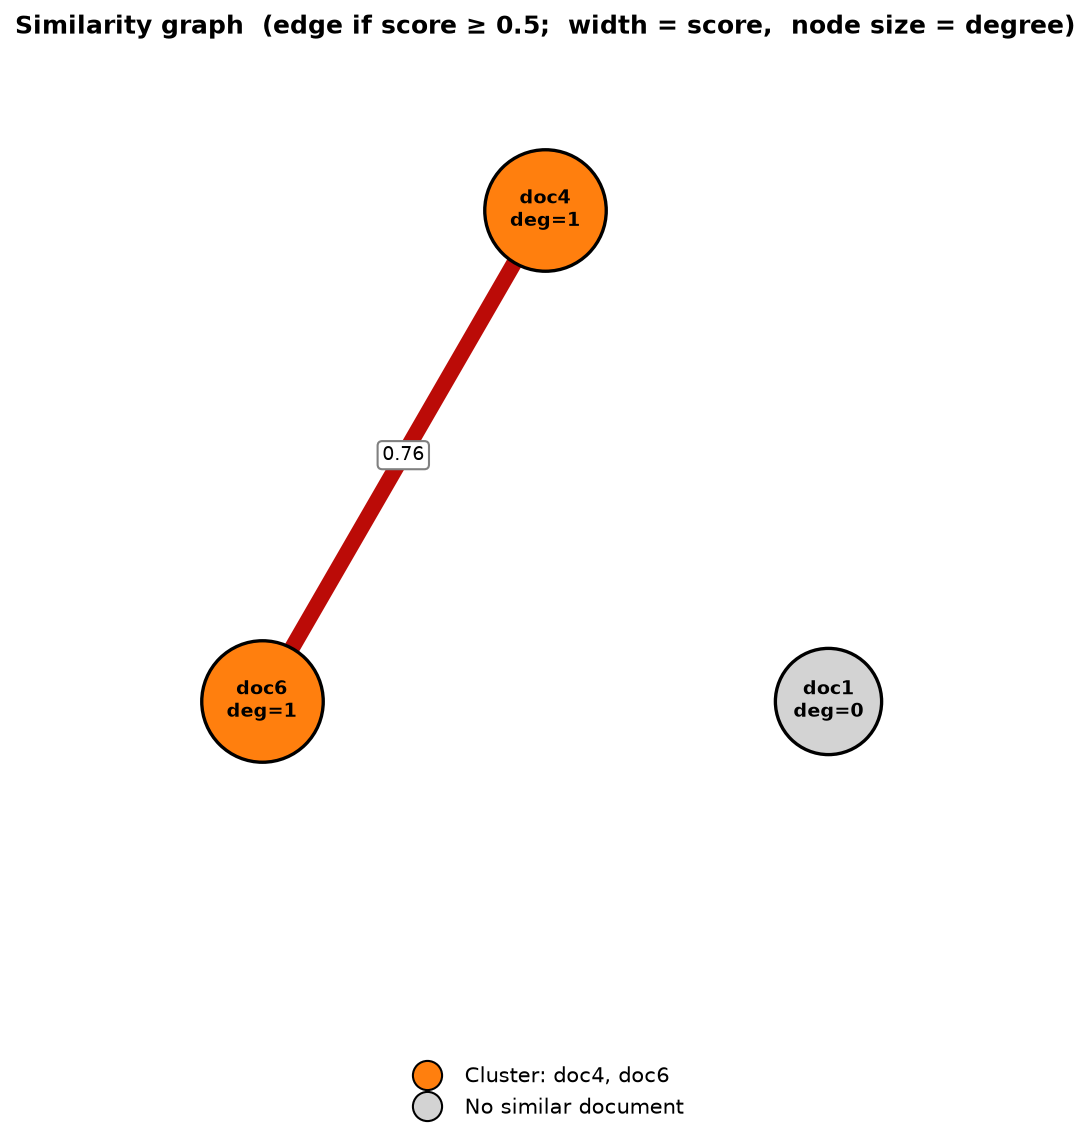 Similarity graph  (edge if score ≥ 0.5;  width = score,  node size = degree)
doc4
deg=1
0.76
doc6
deg=1
doc1
deg=0
Cluster: doc4, doc6
No similar document